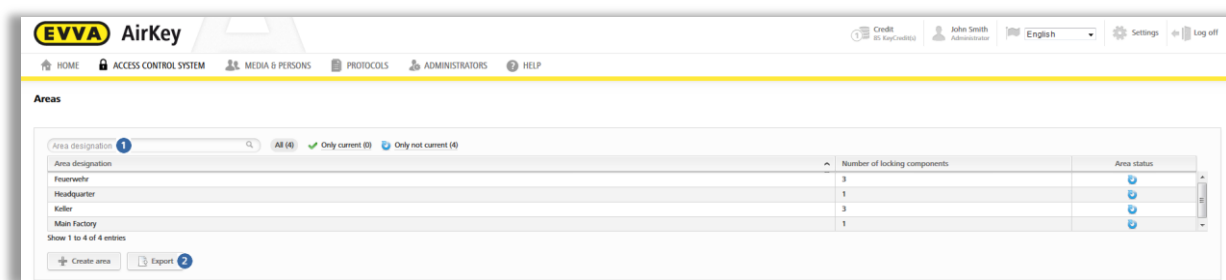 EVVA AirKey
Credit
85 KeyCredit(s)
John Smith
Administrator
English
Settings
Log off
HOME ACCESS CONTROL SYSTEM MEDIA & PERSONS PROTOCOLS ADMINISTRATORS HELP
Areas
Area designation 1 All (4) Only current (0) Only not current (4)
Area designation Number of locking components Area status
Feuerwehr 3
Headquarter 1
Keller 3
Main Factory 1
Show 1 to 4 of 4 entries
Create area Export 2